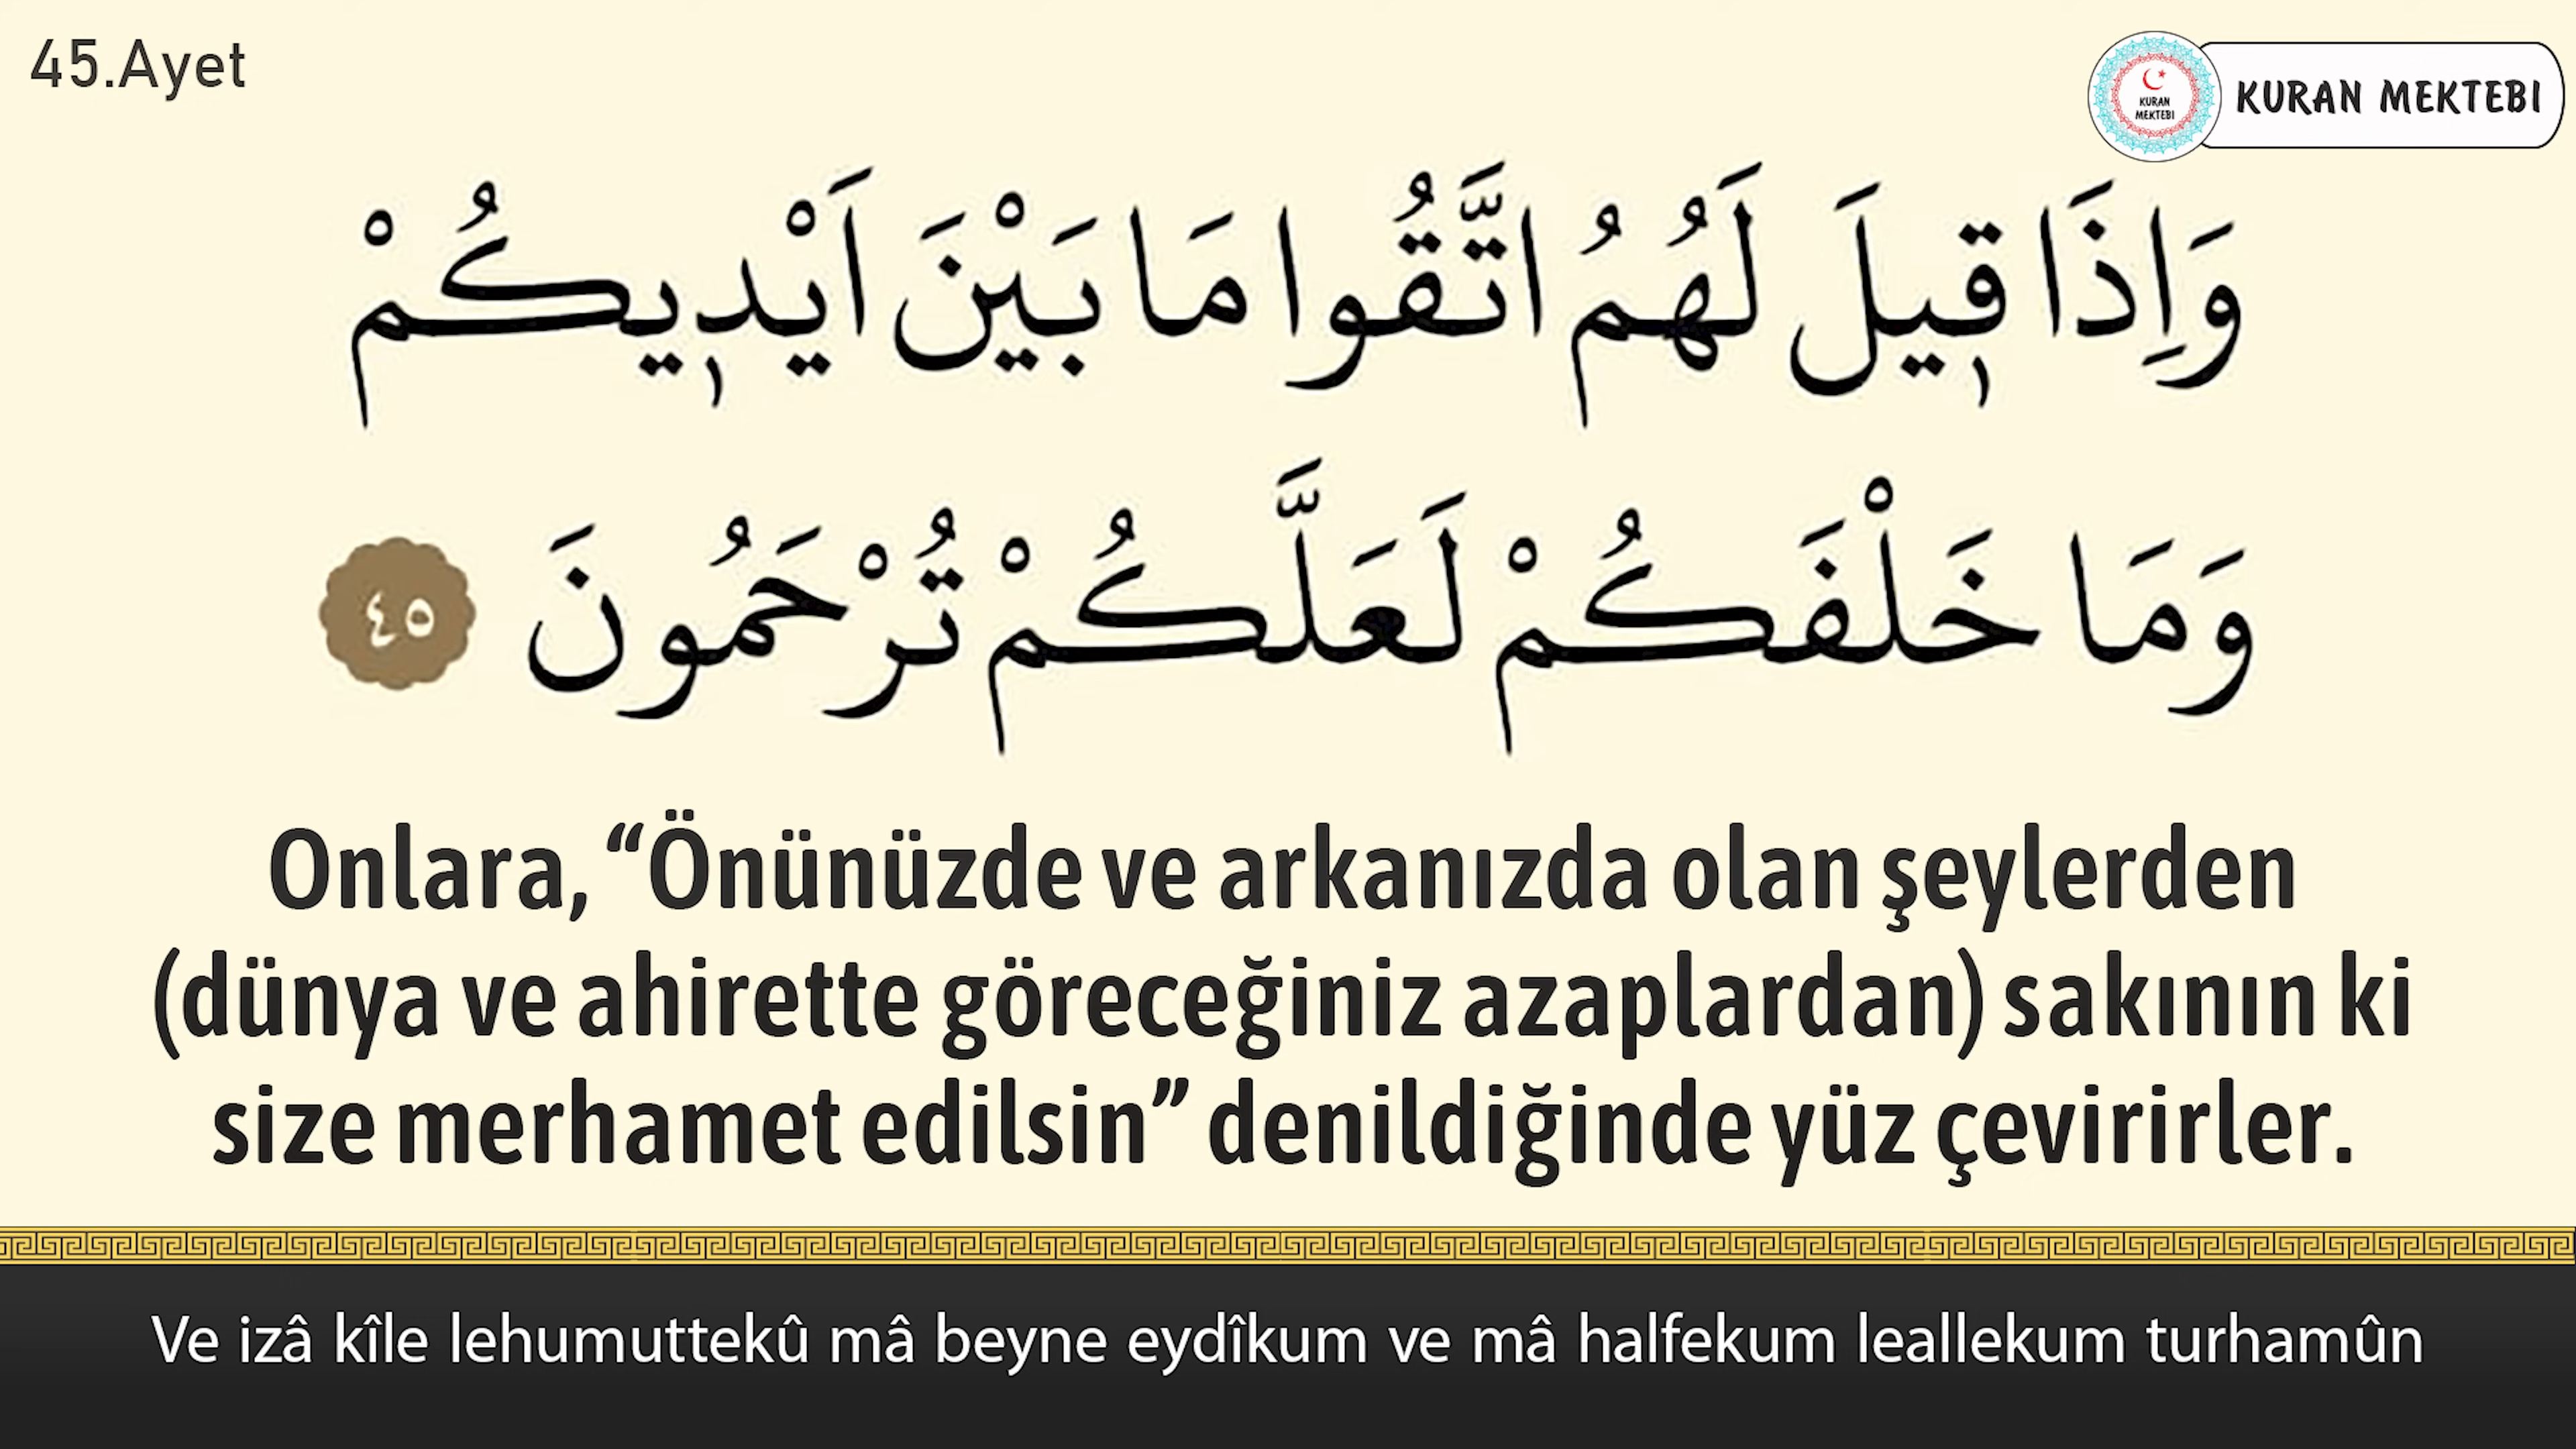 45.Ayet
KURAN
MEKTEBI
KURAN MEKTEBI
وَاِذَا قٖيلَ لَهُمُ اتَّقُوا مَا بَيْنَ اَيْدٖيكُمْ
وَمَا خَلْفَكُمْ لَعَلَّكُمْ تُرْحَمُونَ ٤٥
Onlara, “Önünüzde ve arkanızda olan şeylerden
(dünya ve ahirette göreceğiniz azaplardan) sakının ki
size merhamet edilsin” denildiğinde yüz çevirirler.
Ve izâ kîle lehumuttekû mâ beyne eydîkum ve mâ halfekum leallekum turhamûn